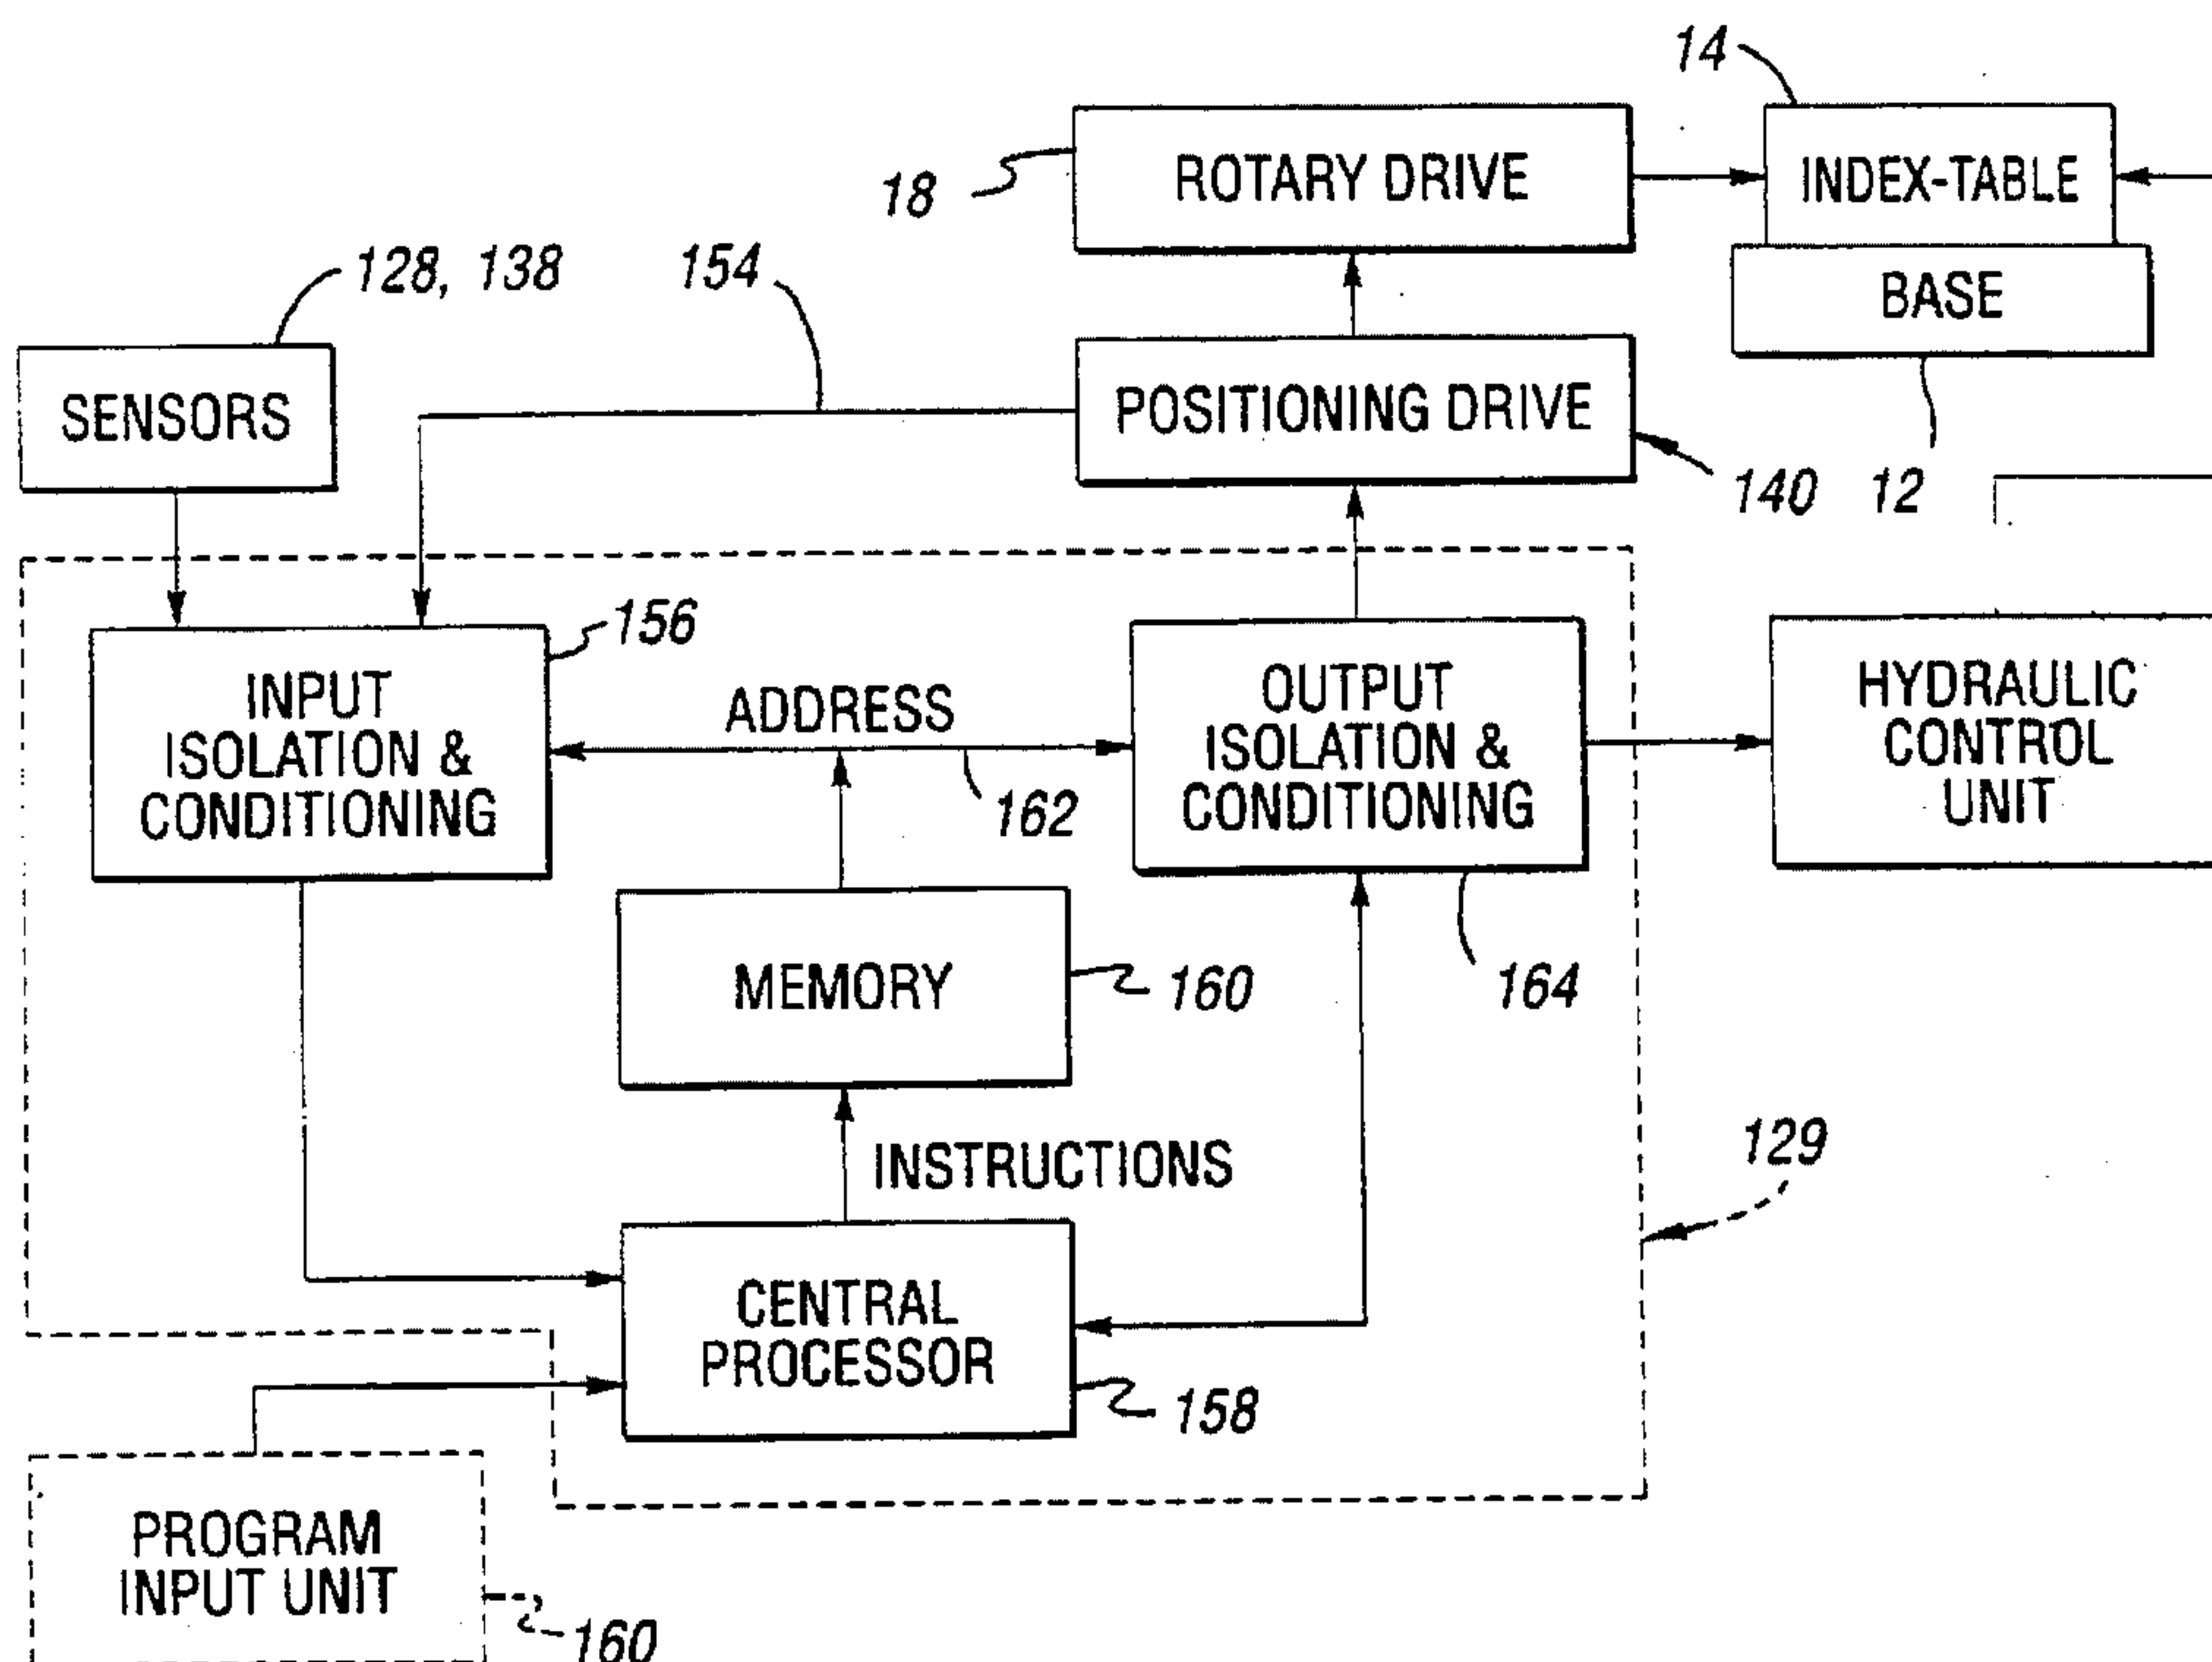 14
ROTARY DRIVE
INDEX-TABLE
18
BASE
128, 138
154
SENSORS
POSITIONING DRIVE
140
12
156
INPUT
ISOLATION &
CONDITIONING
ADDRESS
162
OUTPUT
ISOLATION &
CONDITIONING
HYDRAULIC
CONTROL
UNIT
MEMORY
160
164
INSTRUCTIONS
129
CENTRAL
PROCESSOR
158
PROGRAM
INPUT UNIT
160